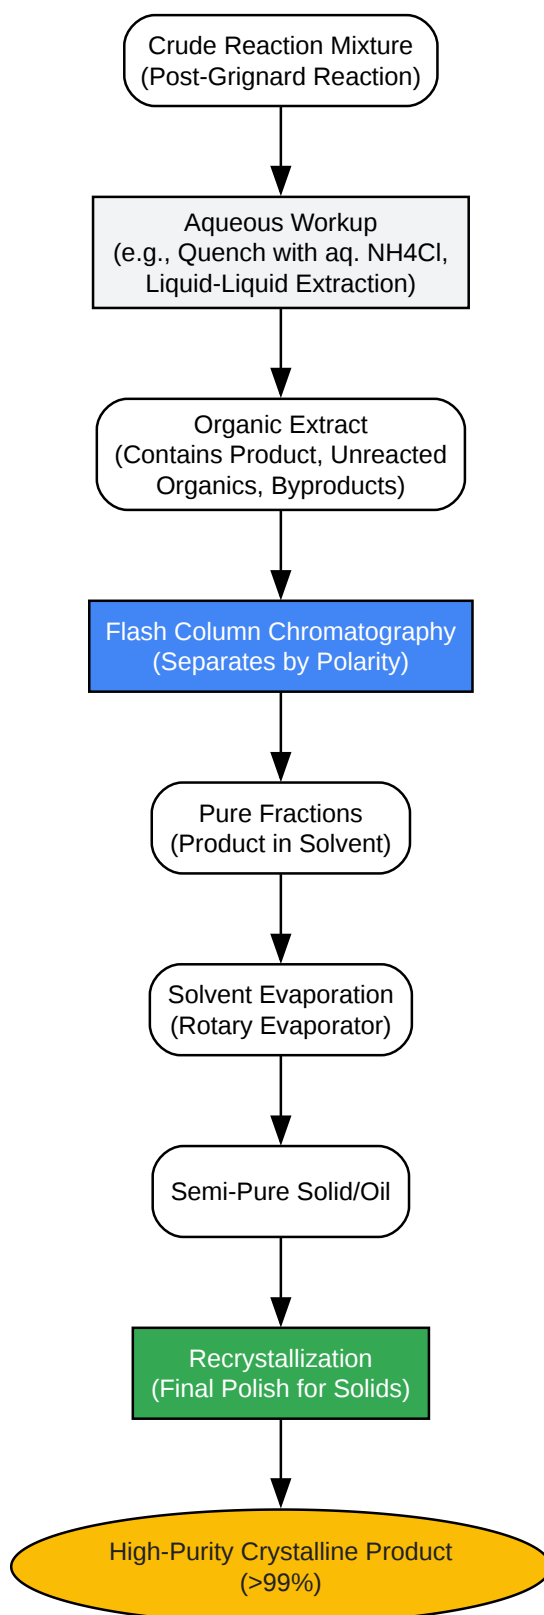 Crude Reaction Mixture
(Post-Grignard Reaction)
Aqueous Workup
(e.g., Quench with aq. NH4Cl,
Liquid-Liquid Extraction)
Organic Extract
(Contains Product, Unreacted
Organics, Byproducts)
Flash Column Chromatography
(Separates by Polarity)
Pure Fractions
(Product in Solvent)
Solvent Evaporation
(Rotary Evaporator)
Semi-Pure Solid/Oil
Recrystallization
(Final Polish for Solids)
High-Purity Crystalline Product
(>99%)